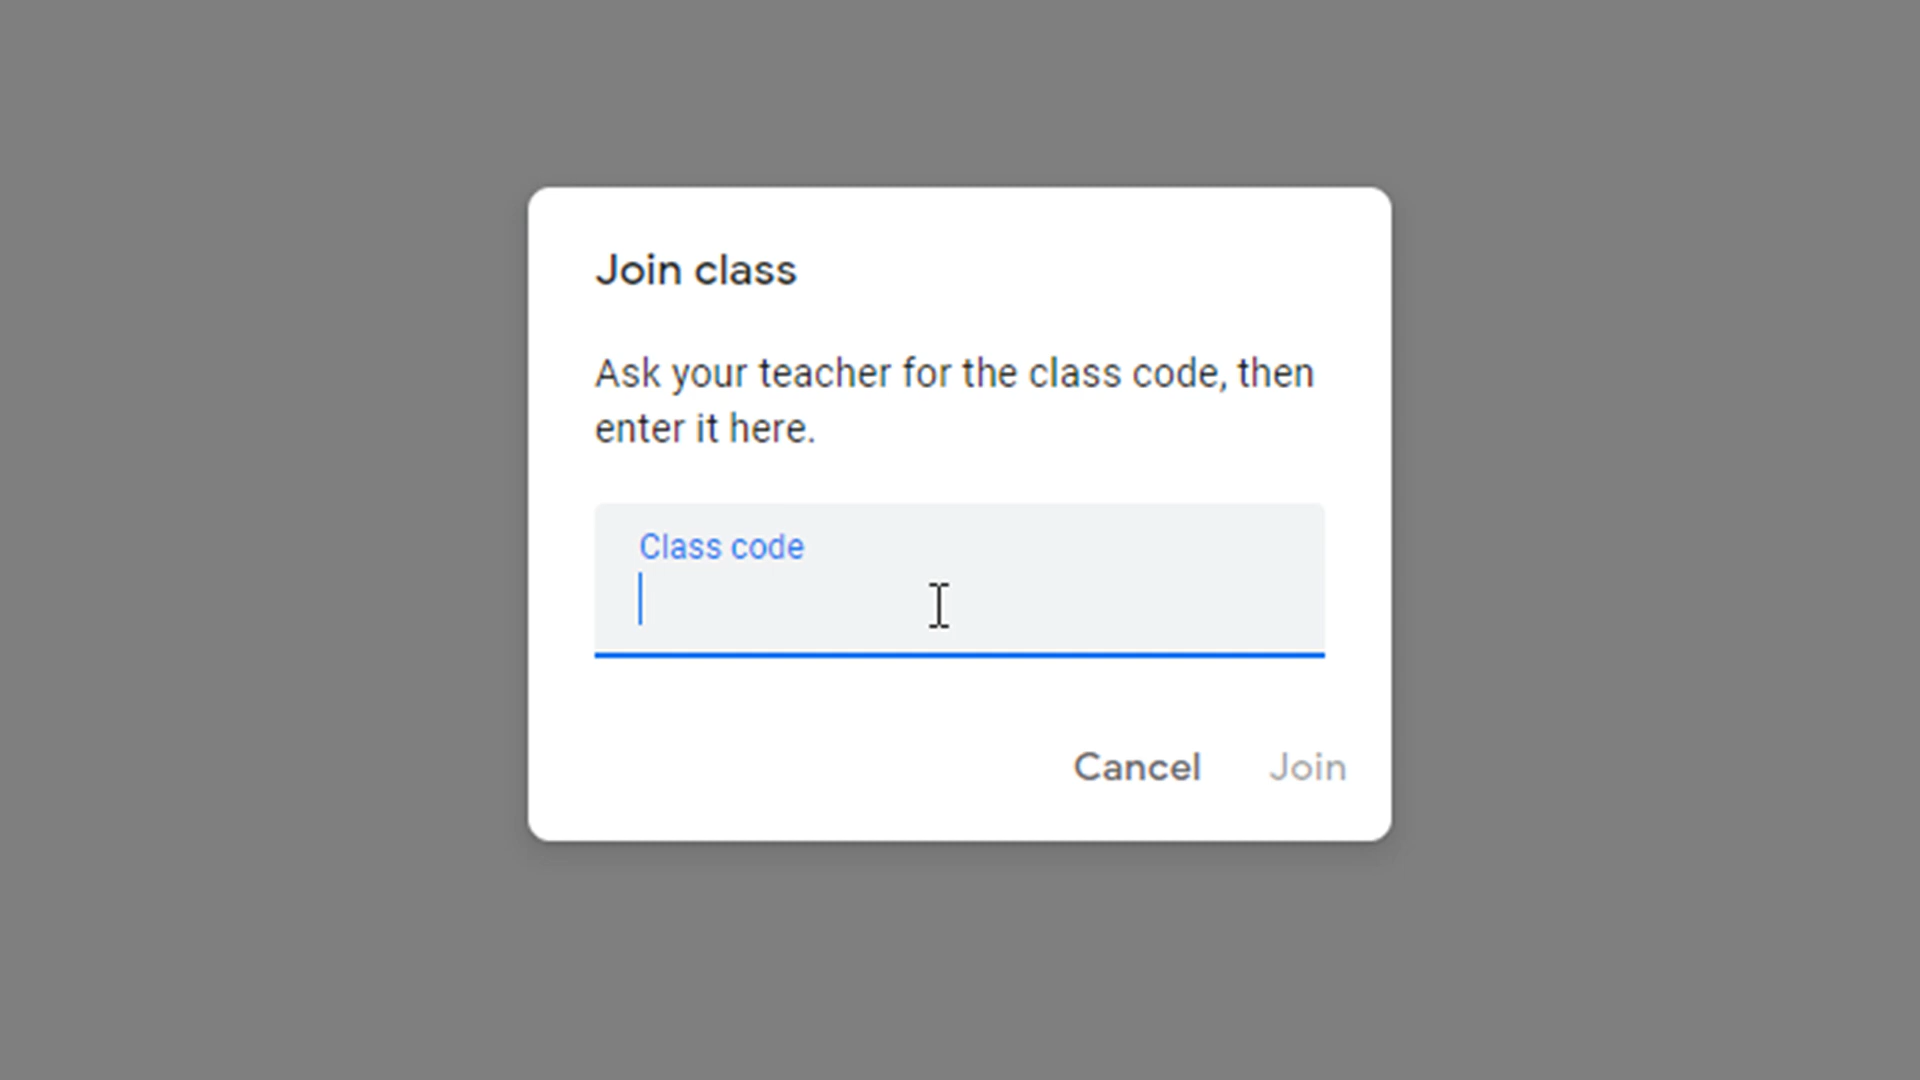 Join class
Ask your teacher for the class code, then
enter it here.
Class code
Cancel Join